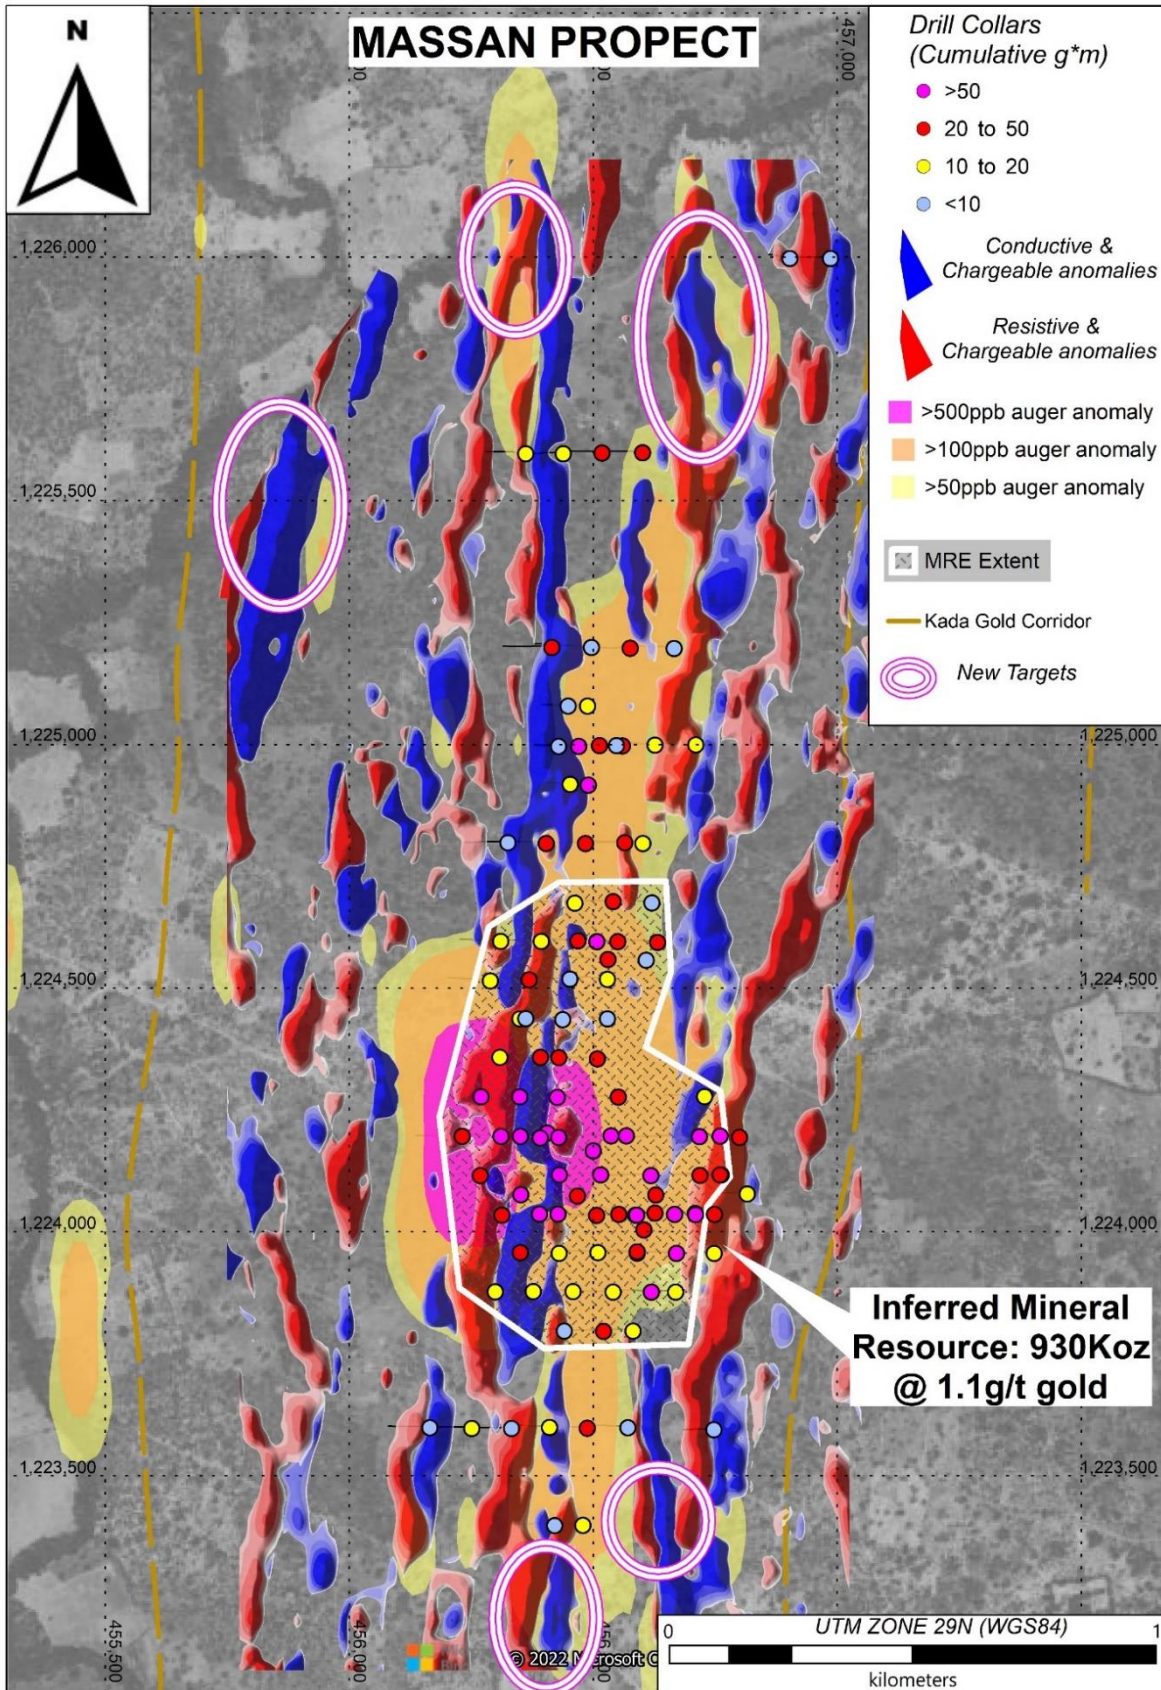 N
MASSAN PROPECT
457,000
Drill Collars
(Cumulative g*m)
>50
20 to 50
10 to 20
<10
Conductive &
Chargeable anomalies
Resistive &
Chargeable anomalies
>500ppb auger anomaly
>100ppb auger anomaly
>50ppb auger anomaly
MRE Extent
Kada Gold Corridor
New Targets
1,226,000
1,225,500
1,225,000
1,225,000
1,224,500
1,224,500
1,224,000
1,224,000
Inferred Mineral
Resource: 930Koz
@ 1.1g/t gold
1,223,500
1,223,500
455,500
456,000
© 2022 Microsoft C
UTM ZONE 29N (WGS84)
0
1
kilometers